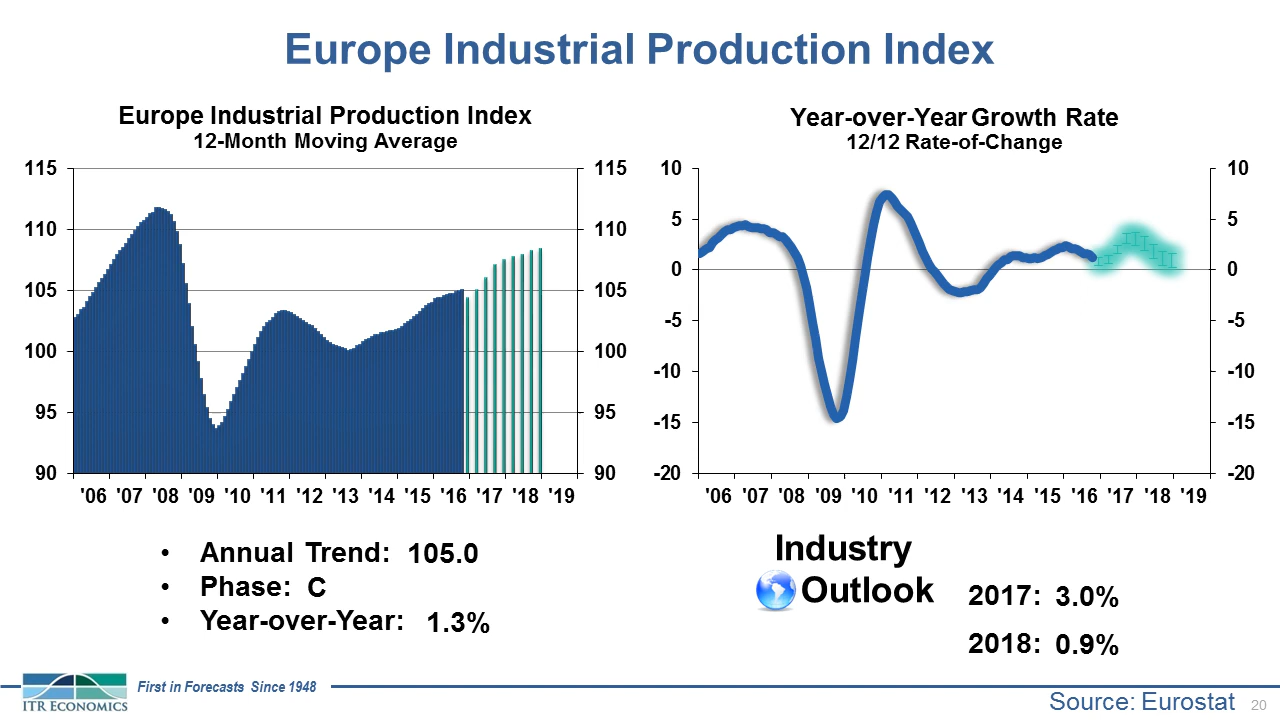 Europe Industrial Production Index
Europe Industrial Production Index
12-Month Moving Average
115
110
105
100
95
90
115
110
105
100
95
90
'06 '07 '08 '09 '10 '11 '12 '13 '14 '15 '16 '17 '18 '19
Year-over-Year Growth Rate
12/12 Rate-of-Change
10
5
0
-5
-10
-15
-20
10
5
0
-5
-10
-15
-20
'06 '07 '08 '09 '10 '11 '12 '13 '14 '15 '16 '17 '18 '19
• Annual Trend: 105.0
• Phase: C
• Year-over-Year: 1.3%
Industry
Outlook
2017: 3.0%
2018: 0.9%
ITR ECONOMICS
First in Forecasts Since 1948
Source: Eurostat
20